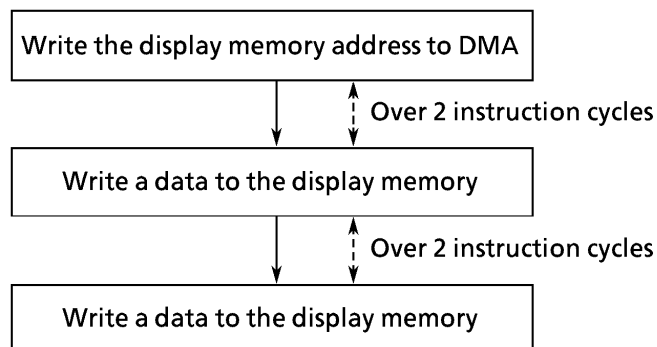 Write the display memory address to DMA
Over 2 instruction cycles
Write a data to the display memory
Over 2 instruction cycles
Write a data to the display memory